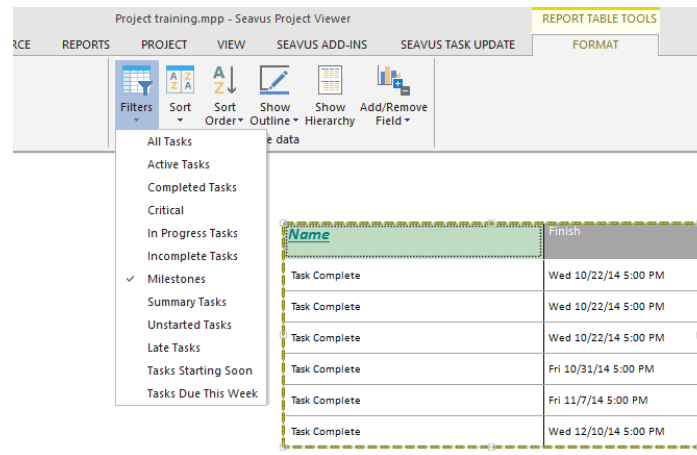 Project training.mpp - Seavus Project Viewer
REPORT TABLE TOOLS
RCE REPORTS PROJECT VIEW SEAVUS ADD-INS SEAVUS TASK UPDATE FORMAT
Filters Sort Sort Order Show Outline Show Hierarchy Add/Remove Field
e data
All Tasks
Active Tasks
Completed Tasks
Critical
In Progress Tasks
Incomplete Tasks
Milestones
Summary Tasks
Unstarted Tasks
Late Tasks
Tasks Starting Soon
Tasks Due This Week
Name Finish
Task Complete Wed 10/22/14 5:00 PM
Task Complete Wed 10/22/14 5:00 PM
Task Complete Wed 10/22/14 5:00 PM
Task Complete Fri 10/31/14 5:00 PM
Task Complete Fri 11/7/14 5:00 PM
Task Complete Wed 12/10/14 5:00 PM